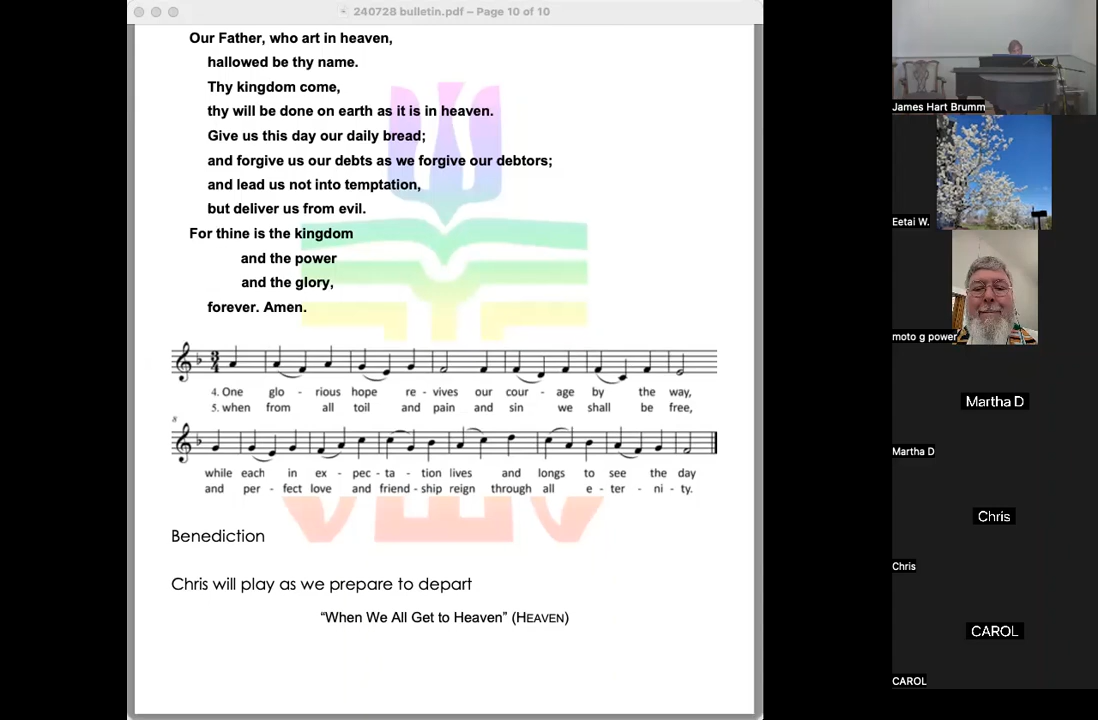 240728 bulletin.pdf – Page 10 of 10
Our Father, who art in heaven,
hallowed be thy name.
Thy kingdom come,
thy will be done on earth as it is in heaven.
Give us this day our daily bread;
and forgive us our debts as we forgive our debtors;
and lead us not into temptation,
but deliver us from evil.
For thine is the kingdom
and the power
and the glory,
forever. Amen.
3
4
4. One glo - rious hope re - vives our cour - age by the way,
5. when from all toil and pain and sin we shall be free,
8
while each in ex - pec - ta - tion lives and longs to see the day
and per - fect love and friend - ship reign through all e - ter - ni - ty.
Benediction
Chris will play as we prepare to depart
“When We All Get to Heaven” (HEAVEN)
James Hart Brumm
Eetai W.
moto g power
Martha D
Martha D
Chris
Chris
CAROL
CAROL